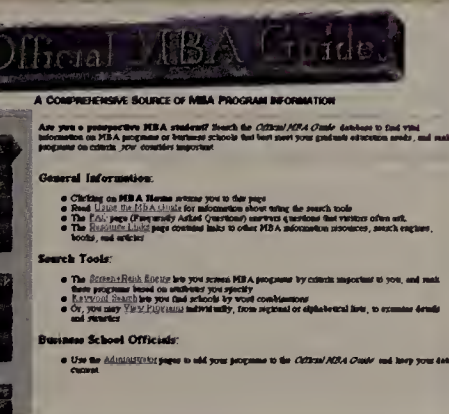 Official MBA Guide
A COMPREHENSIVE SOURCE OF MBA PROGRAM INFORMATION
Are you a prospective MBA student? Search the Official MBA Guide database to find vital
information on MBA programs or business schools that best meet your graduate education needs, and rank
programs on criteria you consider important
General Information:
Clicking on MBA Home returns you to this page
Read Using the MBA Guide for information about using the search tools
The FAQ page (Frequently Asked Questions) answers questions that visitors often ask.
The Resource Links page contains links to other MBA information resources, search engines,
books, and articles
Search Tools:
The Screen+Rank Engine lets you screen MBA programs by criteria important to you, and rank
these programs based on attributes you specify
Keyword Search lets you find schools by word combinations
Or, you may View Programs individually, from regional or alphabetical lists, to examine details
and statistics
Business School Officials:
Use the Administrator pages to add your programs to the Official MBA Guide and keep your data
current